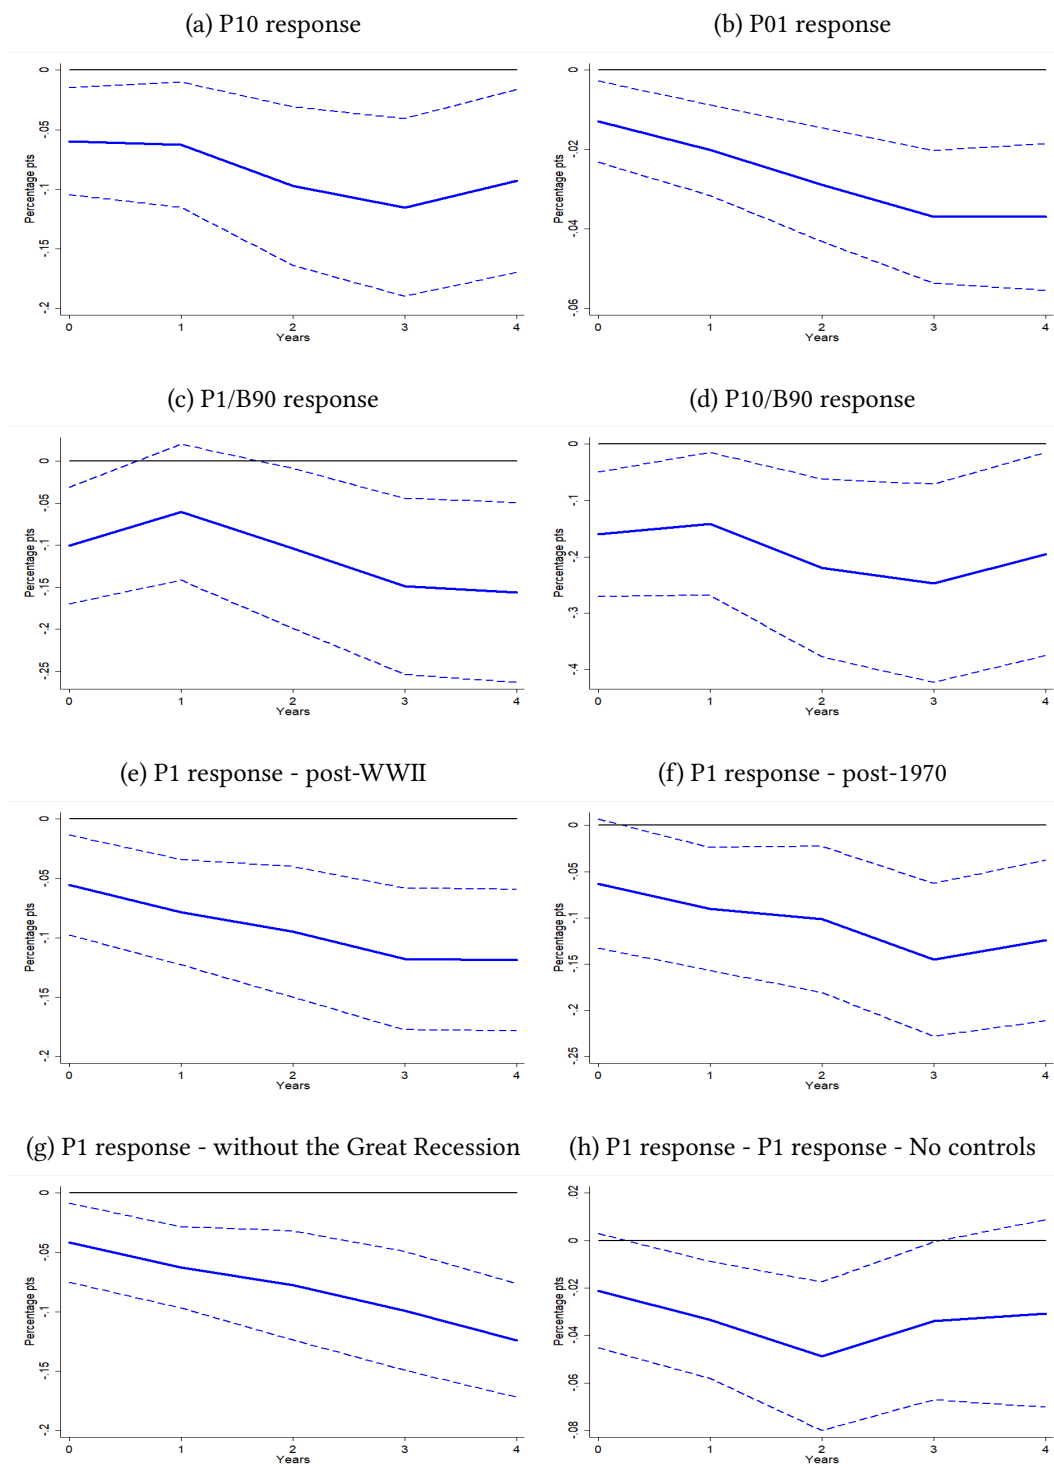 (a) P10 response
(b) P01 response
Percentage pts
0
-.05
-.1
-.15
-.2
0 1 2 3 4
Years
Percentage pts
0
-.02
-.04
-.06
0 1 2 3 4
Years
(c) P1/B90 response
(d) P10/B90 response
Percentage pts
0
-.05
-.1
-.15
-.2
-.25
0 1 2 3 4
Years
Percentage pts
0
-.1
-.2
-.3
-.4
0 1 2 3 4
Years
(e) P1 response - post-WWII
(f) P1 response - post-1970
Percentage pts
0
-.05
-.1
-.15
-.2
0 1 2 3 4
Years
Percentage pts
0
-.05
-.1
-.15
-.2
-.25
0 1 2 3 4
Years
(g) P1 response - without the Great Recession
(h) P1 response - P1 response - No controls
Percentage pts
0
-.05
-.1
-.15
-.2
0 1 2 3 4
Years
Percentage pts
.02
0
-.02
-.04
-.06
-.08
0 1 2 3 4
Years